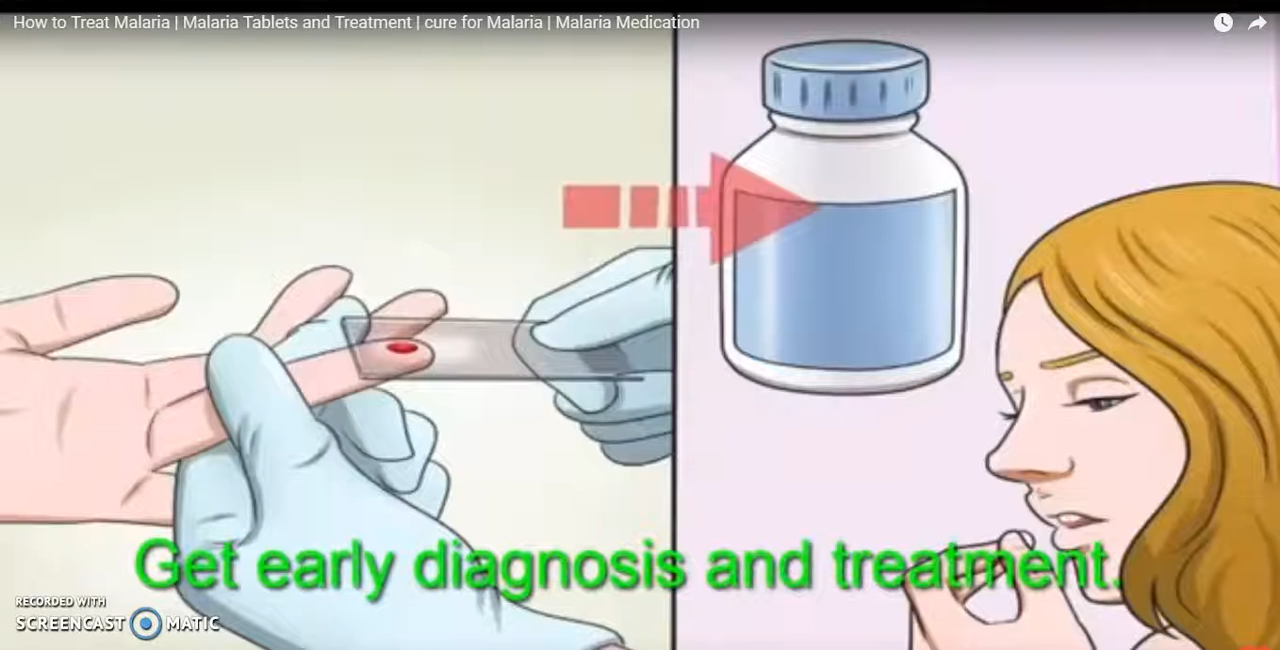 How to Treat Malaria | Malaria Tablets and Treatment | cure for Malaria | Malaria Medication
Get early diagnosis and treatment.
RECORDED WITH
SCREENCAST MATIC